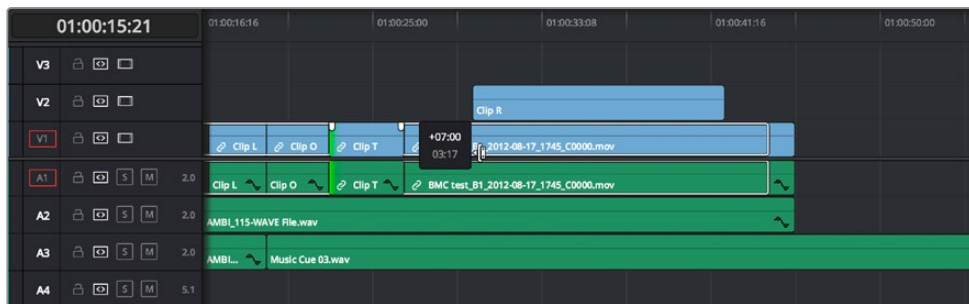 01:00:15:21
01:00:16:16 01:00:25:00 01:00:33:08 01:00:41:16 01:00:50:00
V3
V2 Clip R
V1 Clip L Clip O Clip T B1_2012-08-17_1745_C0000.mov
+07:00
03:17
A1 S M 2.0 Clip L Clip O Clip T BMC test_B1_2012-08-17_1745_C0000.mov
A2 S M 2.0 AMBI_115-WAVE File.wav
A3 S M 2.0 AMBI... Music Cue 03.wav
A4 S M 5.1